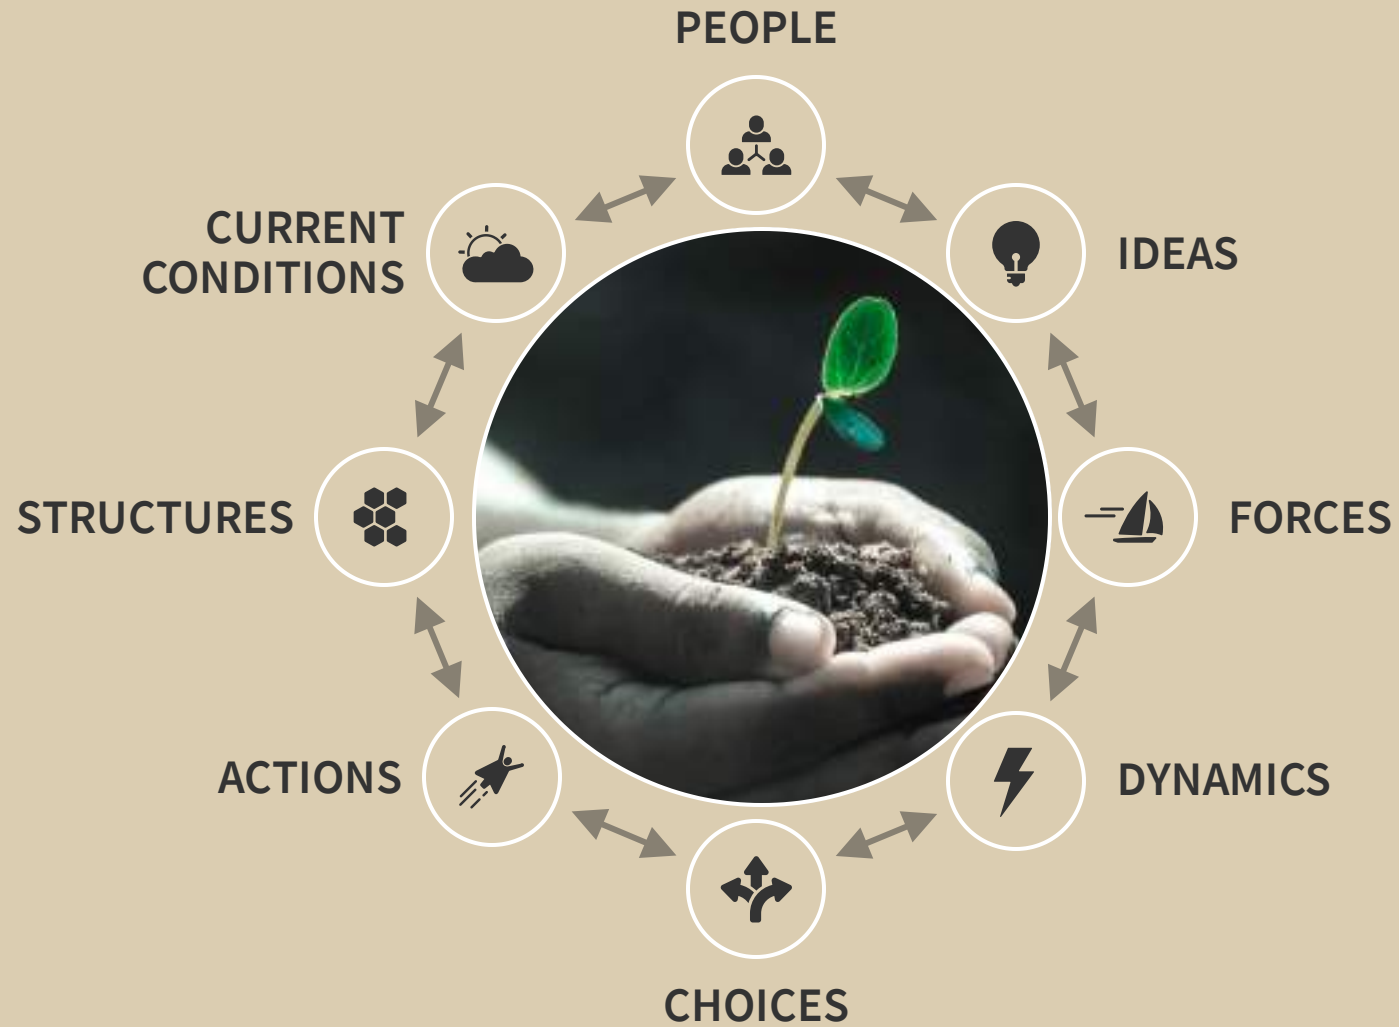 PEOPLE
IDEAS
FORCES
DYNAMICS
CHOICES
ACTIONS
STRUCTURES
CURRENT
CONDITIONS